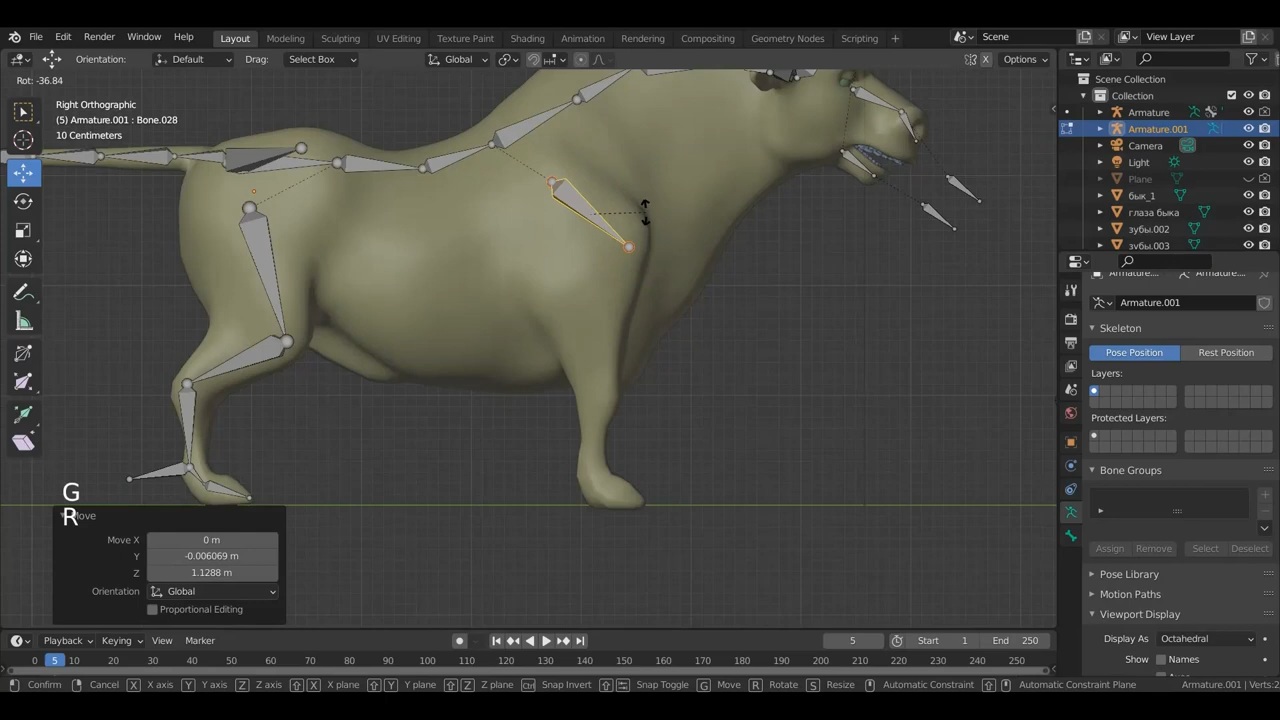 File Edit Render Window Help Layout Modeling Sculpting UV Editing Texture Paint Shading Animation Rendering Compositing Geometry Nodes Scripting + Scene View Layer
Orientation: Default Drag: Select Box Global X Options
Rot: -36.84
Right Orthographic
(5) Armature.001 : Bone.028
10 Centimeters
G
R
Move
Move X 0 m
Y -0.006069 m
Z 1.1288 m
Orientation Global
Proportional Editing
Scene Collection
Collection
Armature
Armature.001
Camera
Light
Plane
бык_1
глаза быка
зубы.002
зубы.003
Armature.... Armature....
Armature.001
Skeleton
Pose Position Rest Position
Layers:
Protected Layers:
Bone Groups
Assign Remove Select Deselect
Pose Library
Motion Paths
Viewport Display
Display As Octahedral
Show Names
Playback Keying View Marker 5 Start 1 End 250
0 5 10 20 30 40 50 60 70 80 90 100 110 120 130 140 150 160 170 180 190 200 210 220 230 240 250
Confirm Cancel X X axis Y Y axis Z Z axis X X plane Y Y plane Z Z plane Ctrl Snap Invert Snap Toggle G Move R Rotate S Resize Automatic Constraint Automatic Constraint Plane Armature.001 | Verts:2